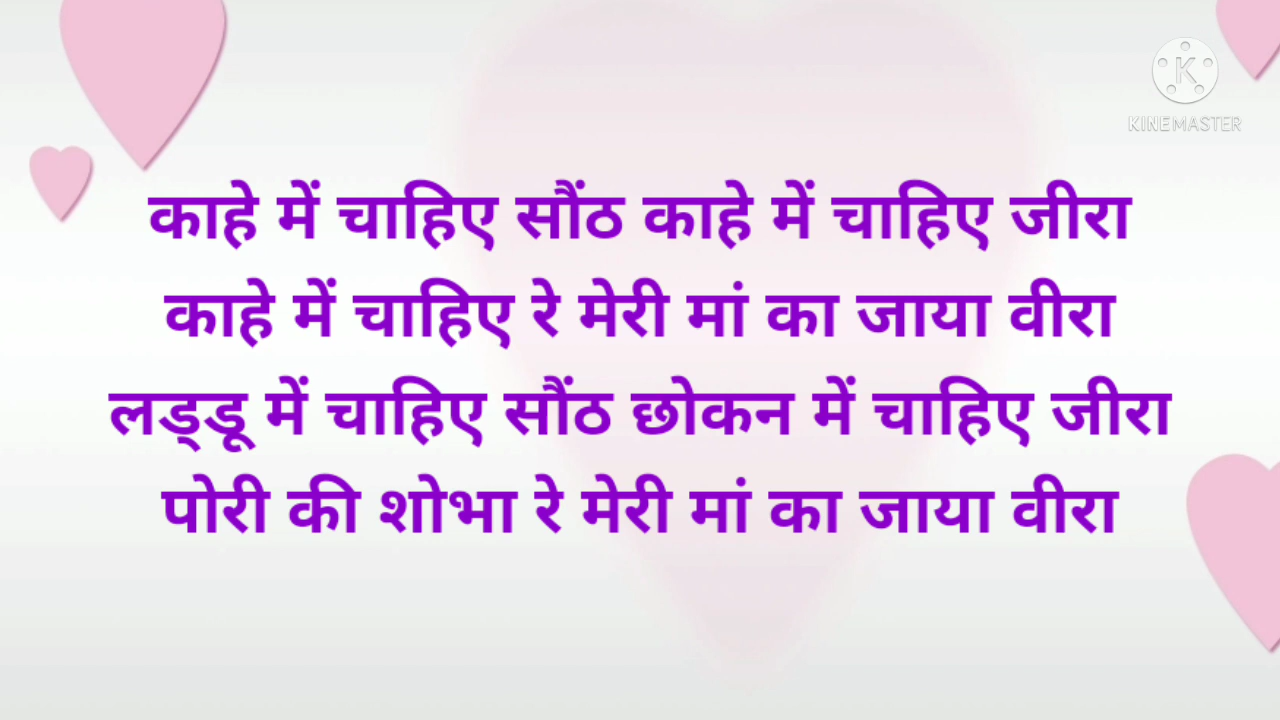 KINEMASTER
काहे में चाहिए सौंठ काहे में चाहिए जीरा
काहे में चाहिए रे मेरी मां का जाया वीरा
लड्डू में चाहिए सौंठ छोकन में चाहिए जीरा
पोरी की शोभा रे मेरी मां का जाया वीरा